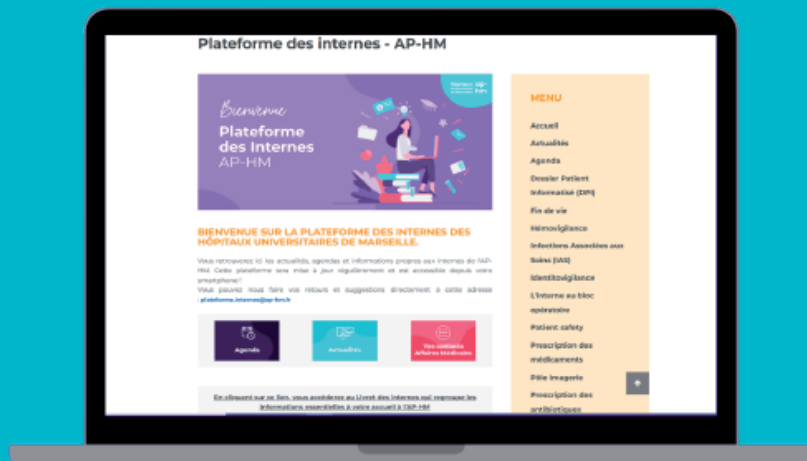 Plateforme des internes - AP-HM
Bienvenue
Plateforme
des Internes
AP-HM
ap-
hm
BIENVENUE SUR LA PLATEFORME DES INTERNES DES
HÔPITAUX UNIVERSITAIRES DE MARSEILLE.
Vous retrouverez ici les actualités, agendas et informations propres aux internes de l'AP-
HM. Cette plateforme sera mise à jour régulièrement et est accessible depuis votre
smartphone !
Vous pouvez nous faire vos retours et suggestions directement à cette adresse
: plateforme.internes@ap-hm.fr
Agenda
Actualités
Vos contacts
Affaires Médicales
En cliquant sur ce lien, vous accéderez au Livret des internes qui regroupe les
informations essentielles à votre accueil à l'AP-HM
MENU
Accueil
Actualités
Agenda
Dossier Patient
Informatisé (DPI)
Fin de vie
Hémovigilance
Infections Associées aux
Soins (IAS)
Identitovigilance
L'interne au bloc
opératoire
Patient safety
Prescription des
médicaments
Pôle Imagerie
Prescription des
antibiotiques